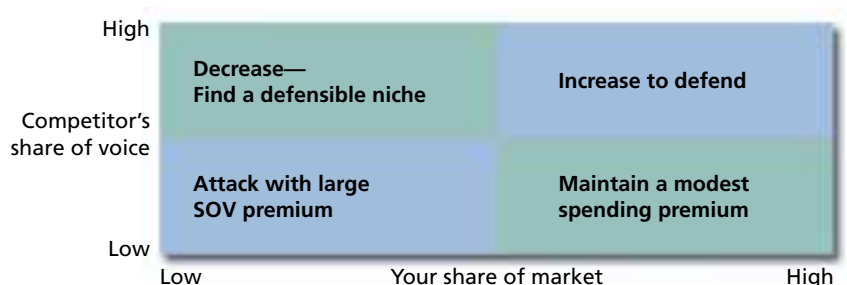 High
Decrease—
Find a defensible niche
Increase to defend
Competitor's
share of voice
Attack with large
SOV premium
Maintain a modest
spending premium
Low
Low
Your share of market
High